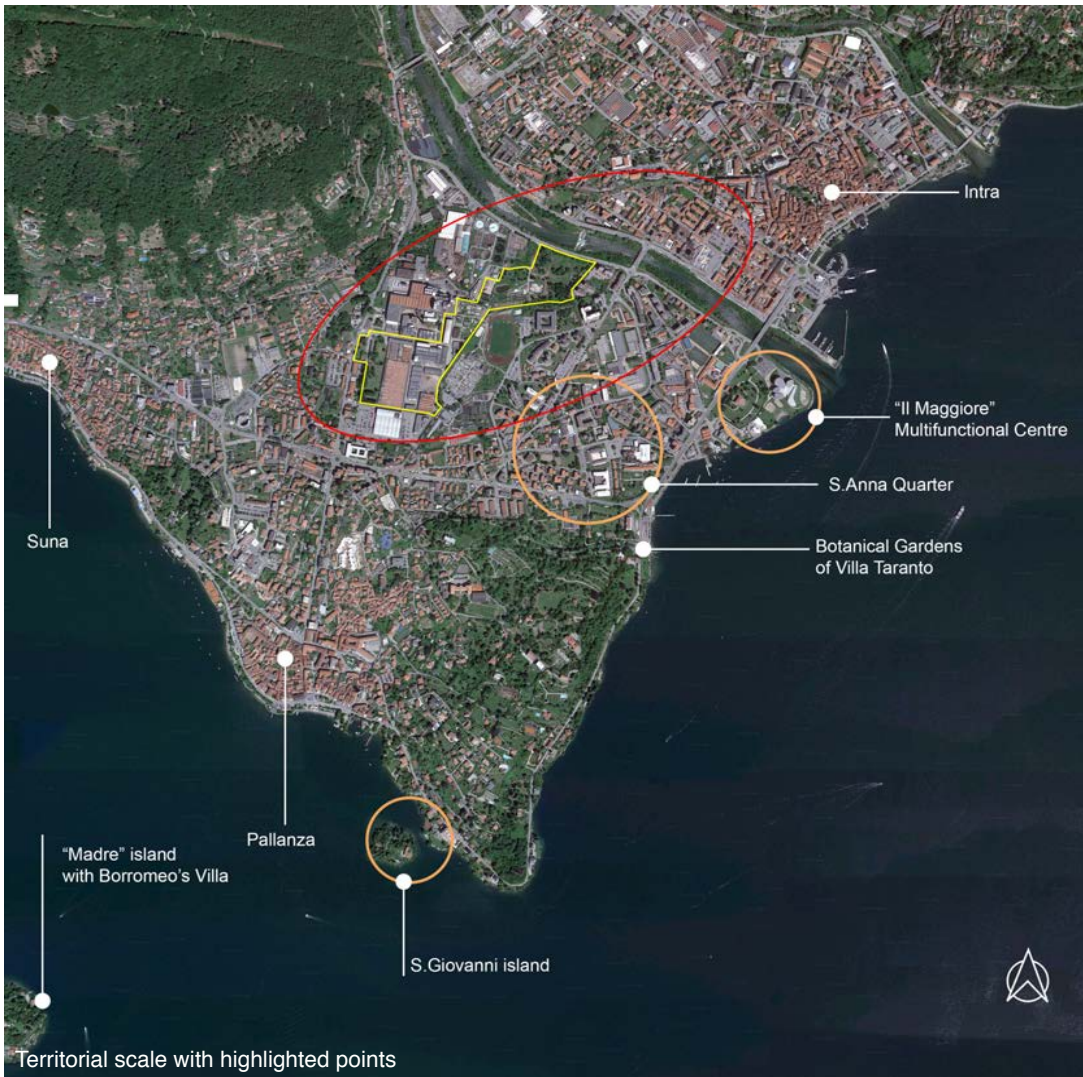 Intra
“Il Maggiore”
Multifunctional Centre
S.Anna Quarter
Botanical Gardens
of Villa Taranto
Suna
Pallanza
“Madre” island
with Borromeo’s Villa
S.Giovanni island
Territorial scale with highlighted points